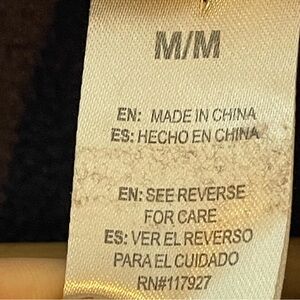 M/M
EN: MADE IN CHINA
ES: HECHO EN CHINA
EN: SEE REVERSE
FOR CARE
ES: VER EL REVERSO
PARA EL CUIDADO
RN#117927